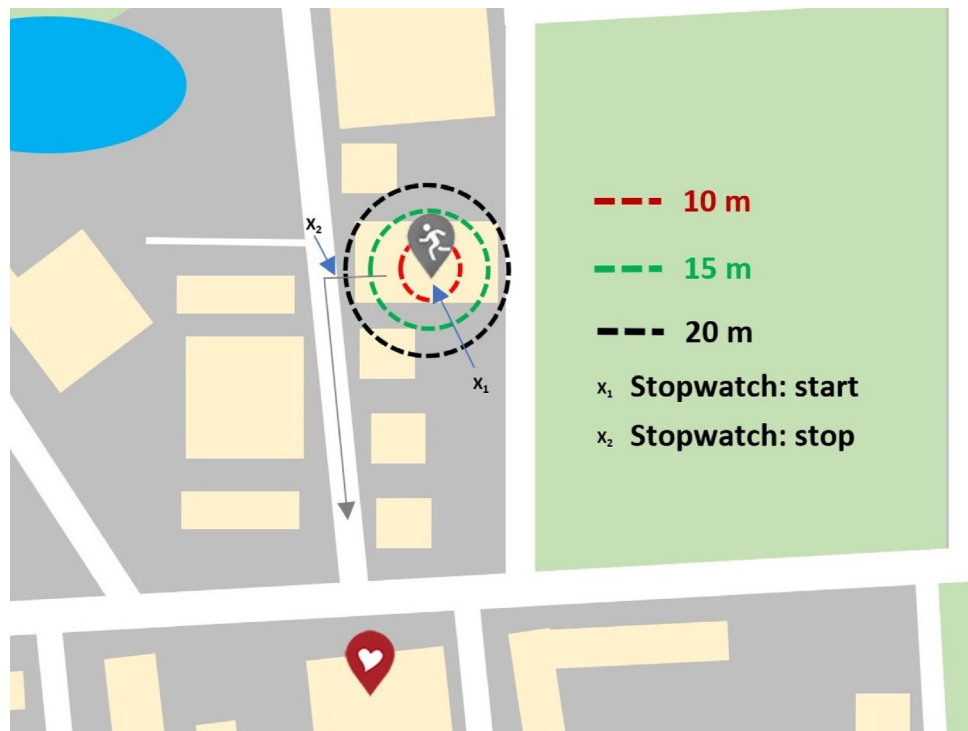 X₂
X₁
10 m
15 m
20 m
X₁ Stopwatch: start
X₂ Stopwatch: stop